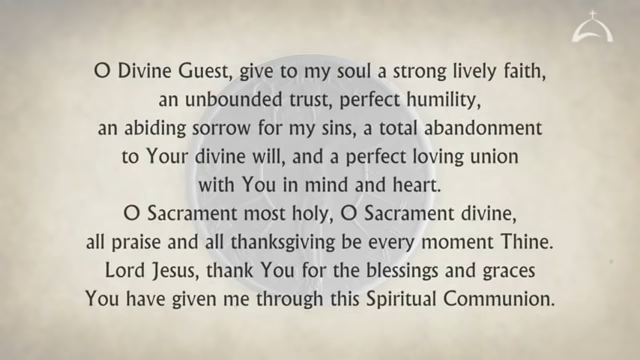 O Divine Guest, give to my soul a strong lively faith,
an unbounded trust, perfect humility,
an abiding sorrow for my sins, a total abandonment
to Your divine will, and a perfect loving union
with You in mind and heart.
O Sacrament most holy, O Sacrament divine,
all praise and all thanksgiving be every moment Thine.
Lord Jesus, thank You for the blessings and graces
You have given me through this Spiritual Communion.